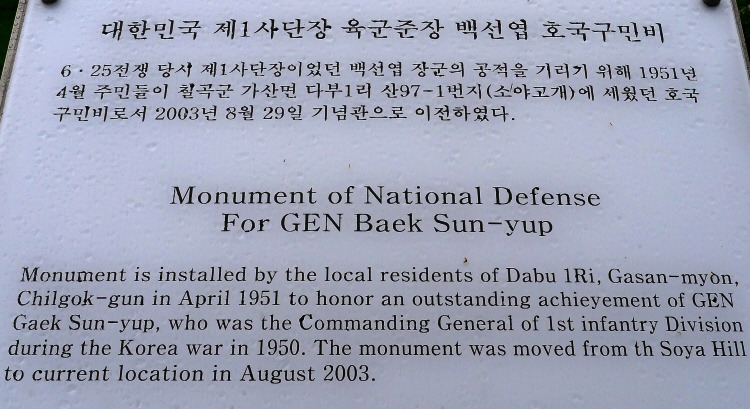 대한민국 제1사단장 육군준장 백선엽 호국구민비
6·25전쟁 당시 제1사단장이었던 백선엽 장군의 공적을 기리기 위해 1951년
4월 주민들이 칠곡군 가산면 다부1리 산97-1번지(소야고개)에 세웠던 호국
구민비로서 2003년 8월 29일 기념관으로 이전하였다.
Monument of National Defense
For GEN Baek Sun-yup
Monument is installed by the local residents of Dabu 1Ri, Gasan-myòn,
Chilgok-gun in April 1951 to honor an outstanding achieyement of GEN
Gaek Sun-yup, who was the Commanding General of 1st infantry Division
during the Korea war in 1950. The monument was moved from th Soya Hill
to current location in August 2003.